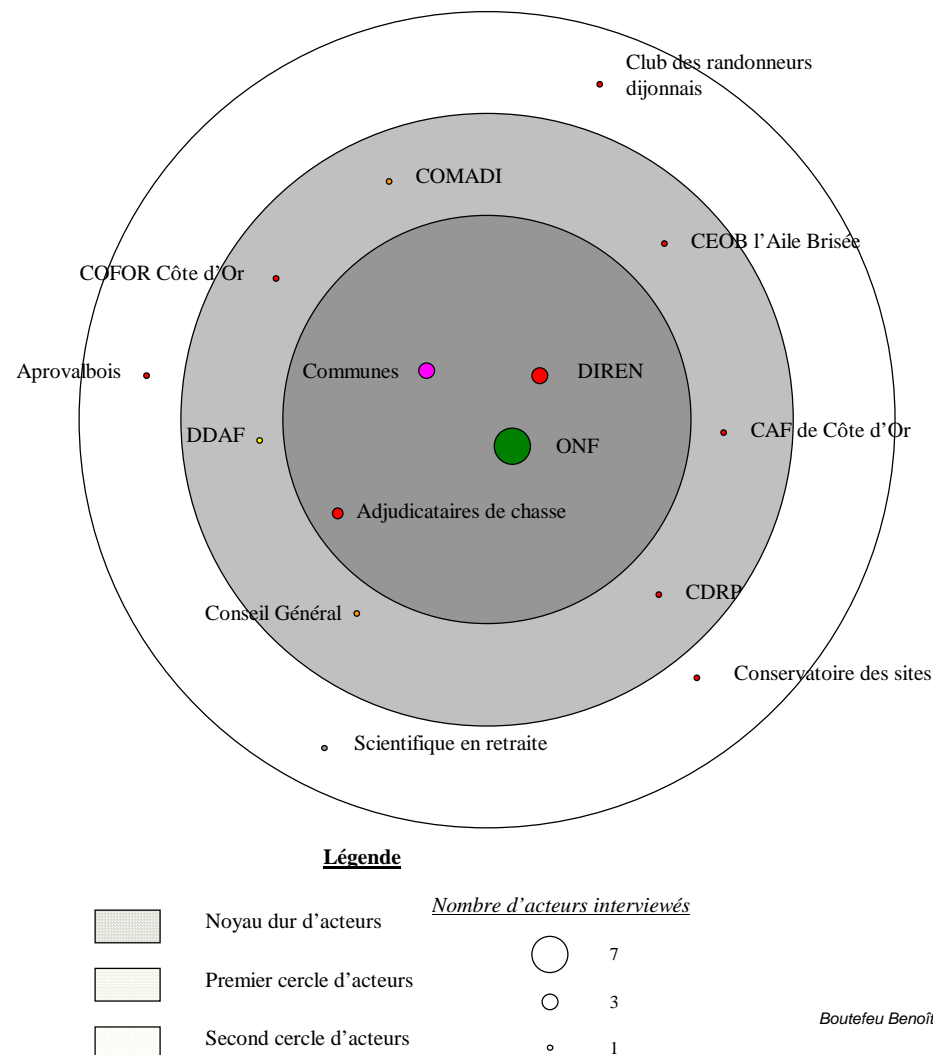 Club des randonneurs
dijonnais
COMADI
CEOB l'Aile Brisée
COFOR Côte d'Or
Aprovalbois
Communes
DIREN
DDAF
CAF de Côte d'Or
ONF
Adjudicataires de chasse
CDRP
Conseil Général
Conservatoire des sites
Scientifique en retraite
Légende
Nombre d'acteurs interviewés
Noyau dur d'acteurs
7
Premier cercle d'acteurs
3
Second cercle d'acteurs
1
Boutefeu Benoît